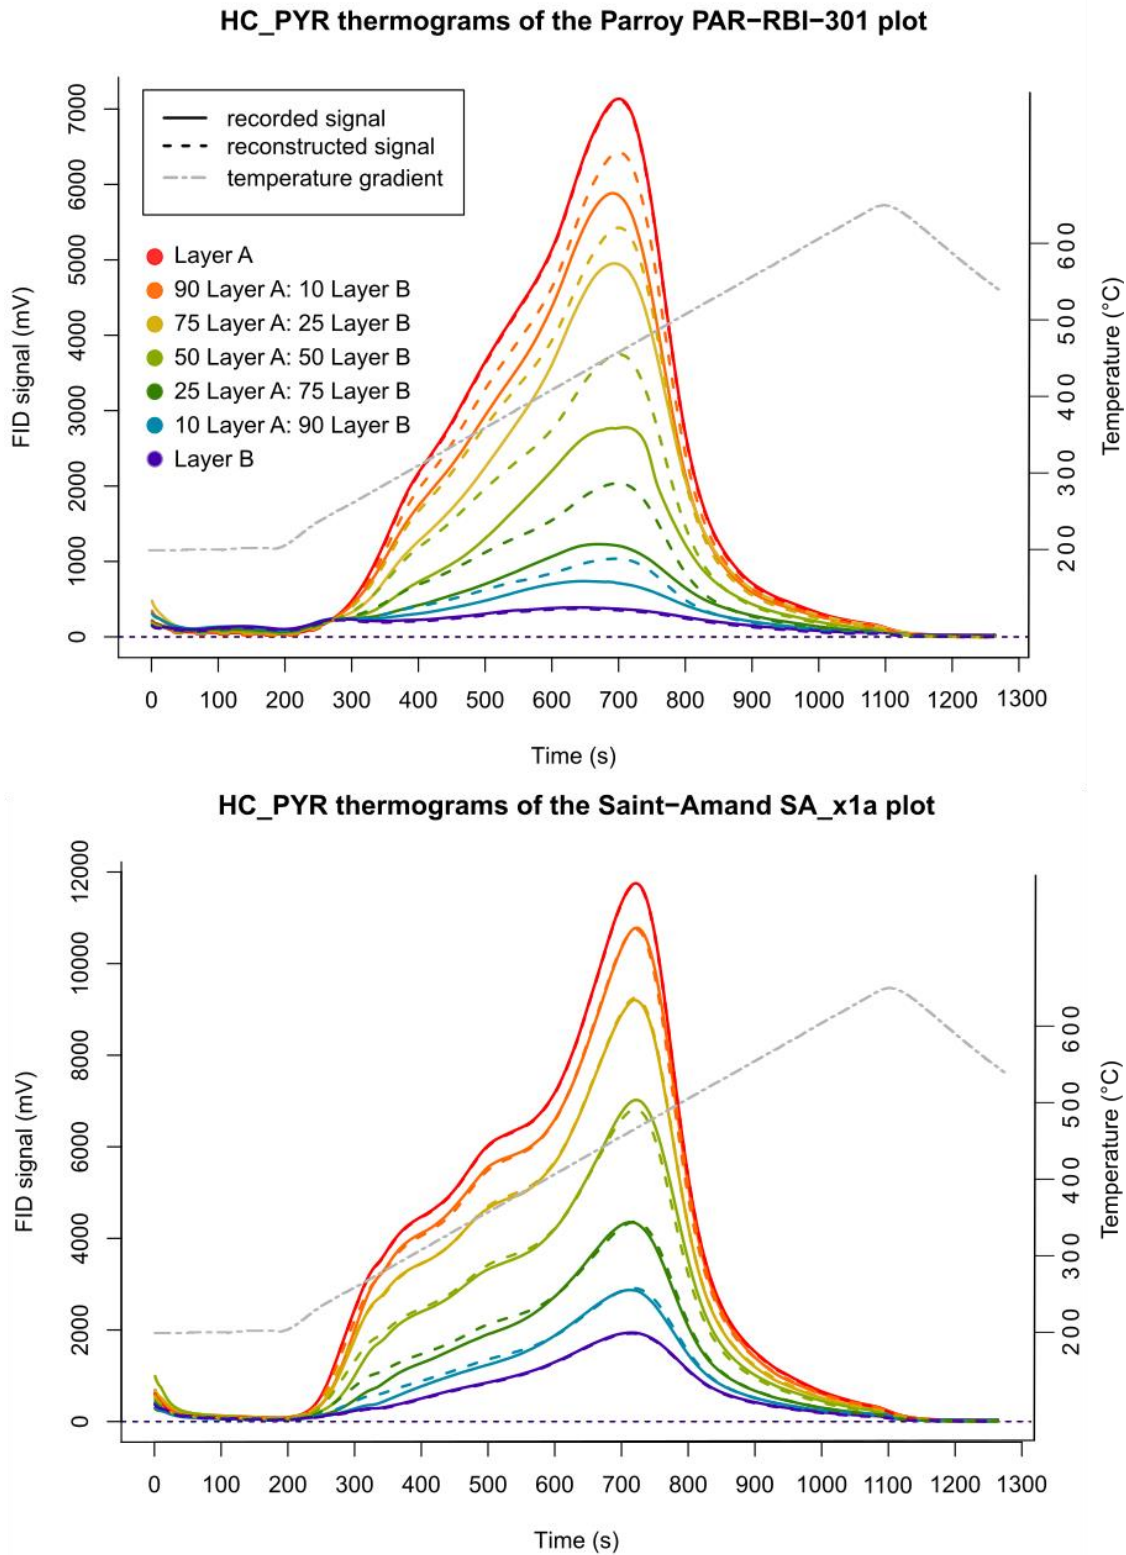 HC_PYR thermograms of the Parroy PAR−RBI−301 plot
recorded signal
reconstructed signal
temperature gradient
Layer A
90 Layer A: 10 Layer B
75 Layer A: 25 Layer B
50 Layer A: 50 Layer B
25 Layer A: 75 Layer B
10 Layer A: 90 Layer B
Layer B
FID signal (mV)
7000
6000
5000
4000
3000
2000
1000
0
Temperature (°C)
600
500
400
300
200
0 100 200 300 400 500 600 700 800 900 1000 1100 1200 1300
Time (s)
HC_PYR thermograms of the Saint−Amand SA_x1a plot
FID signal (mV)
12000
10000
8000
6000
4000
2000
0
Temperature (°C)
600
500
400
300
200
0 100 200 300 400 500 600 700 800 900 1000 1100 1200 1300
Time (s)